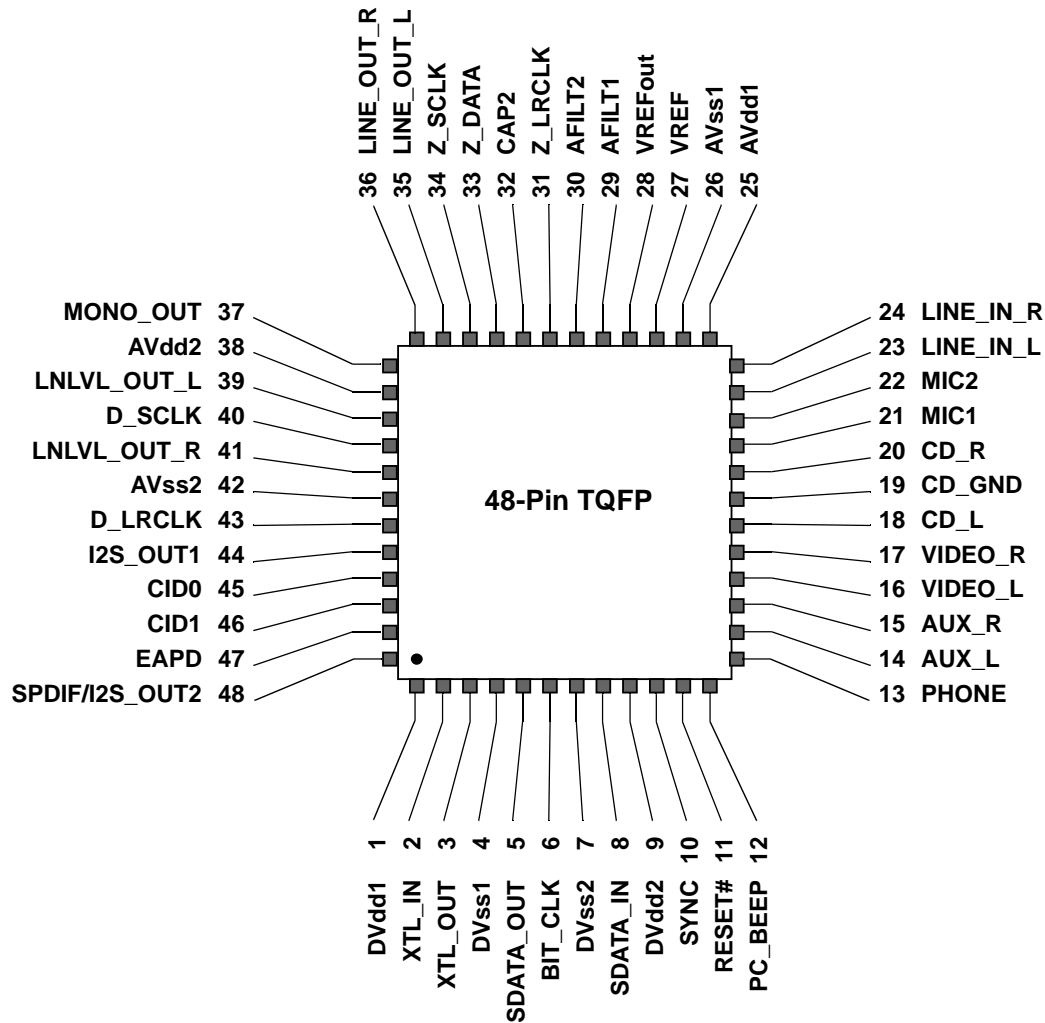 36 LINE_OUT_R
35 LINE_OUT_L
34 Z_SCLK
33 Z_DATA
32 CAP2
31 Z_LRCLK
30 AFILT2
29 AFILT1
28 VREFout
27 VREF
26 AVss1
25 AVdd1
MONO_OUT 37
AVdd2 38
LNLVL_OUT_L 39
D_SCLK 40
LNLVL_OUT_R 41
AVss2 42
D_LRCLK 43
I2S_OUT1 44
CID0 45
CID1 46
EAPD 47
SPDIF/I2S_OUT2 48
48-Pin TQFP
24 LINE_IN_R
23 LINE_IN_L
22 MIC2
21 MIC1
20 CD_R
19 CD_GND
18 CD_L
17 VIDEO_R
16 VIDEO_L
15 AUX_R
14 AUX_L
13 PHONE
DVdd1 1
XTL_IN 2
XTL_OUT 3
DVss1 4
SDATA_OUT 5
BIT_CLK 6
DVss2 7
SDATA_IN 8
DVdd2 9
SYNC 10
RESET# 11
PC_BEEP 12